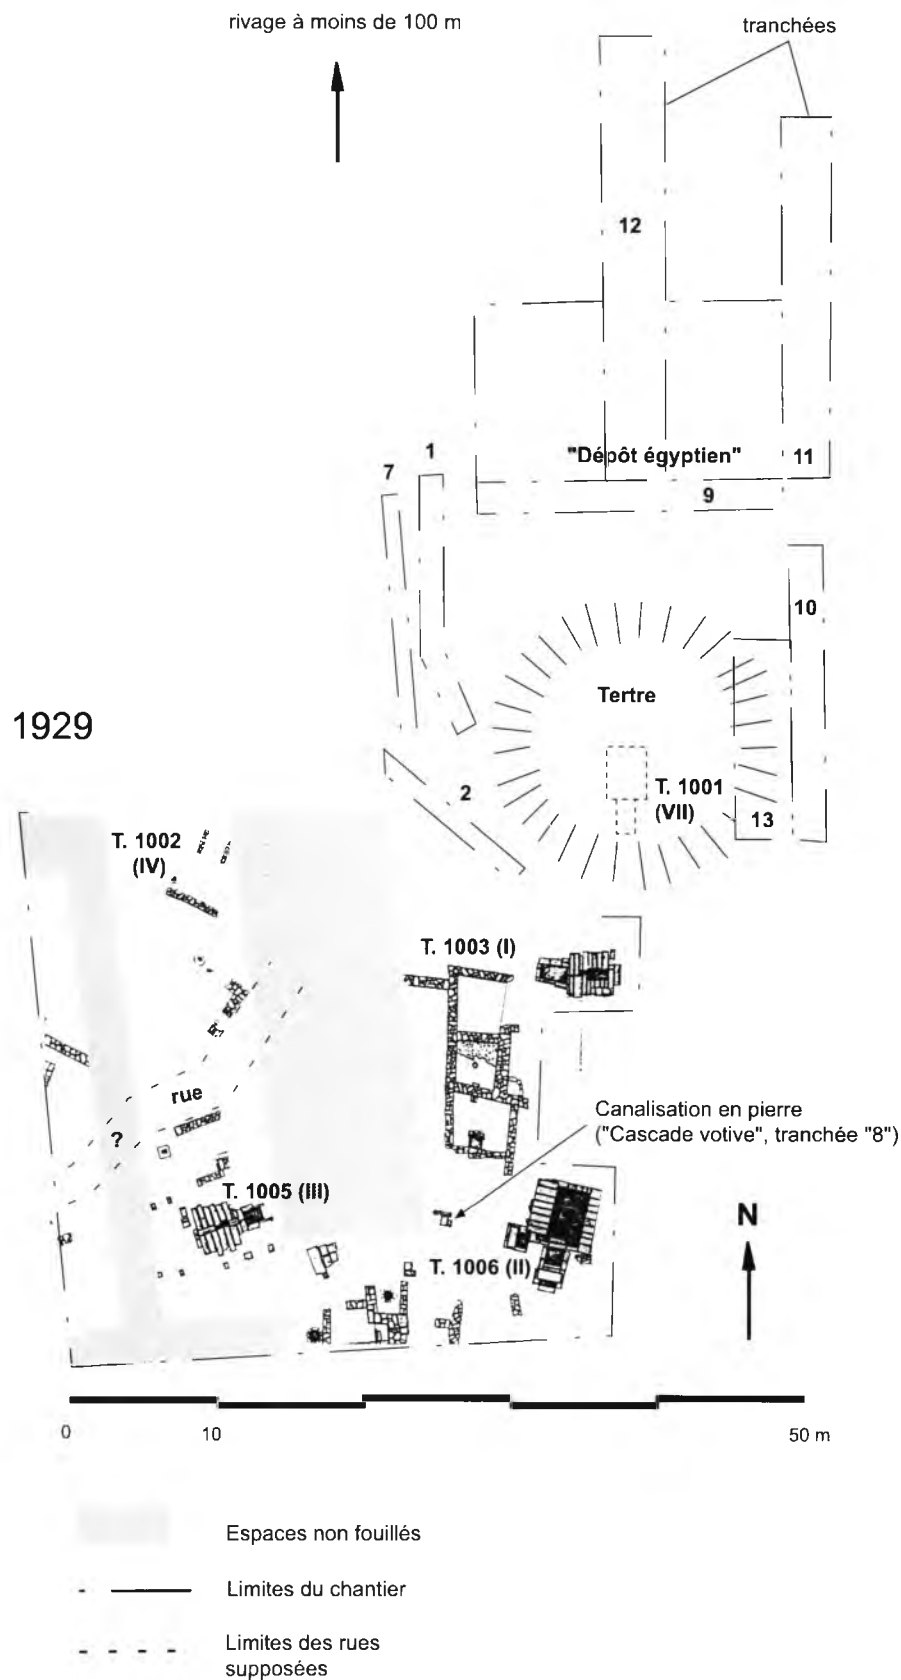 rivage à moins de 100 m
tranchées
12
"Dépôt égyptien"
11
1
7
9
10
Tertre
1929
2
T. 1001
(VII)
13
T. 1002
(IV)
T. 1003 (I)
rue
?
Canalisation en pierre
("Cascade votive", tranchée "8")
T. 1005 (III)
N
T. 1006 (II)
0
10
50 m
Espaces non fouillés
Limites du chantier
Limites des rues
supposées